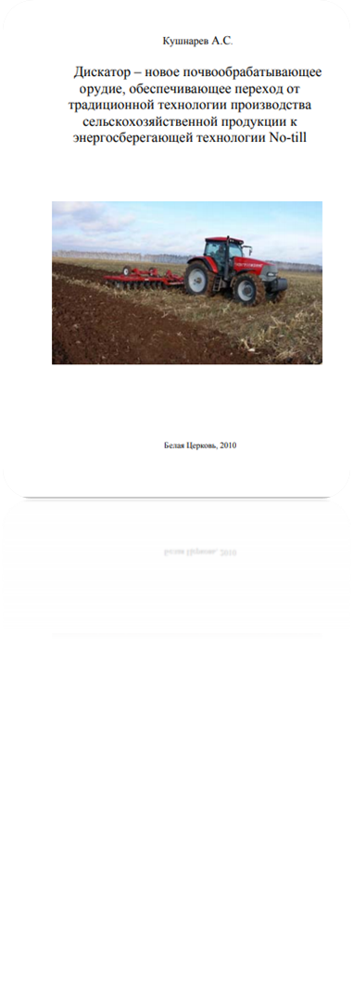 Кушнарев А.С.
Дискатор – новое почвообрабатывающее
орудие, обеспечивающее переход от
традиционной технологии производства
сельскохозяйственной продукции к
энергосберегающей технологии No-till
Белая Церковь, 2010